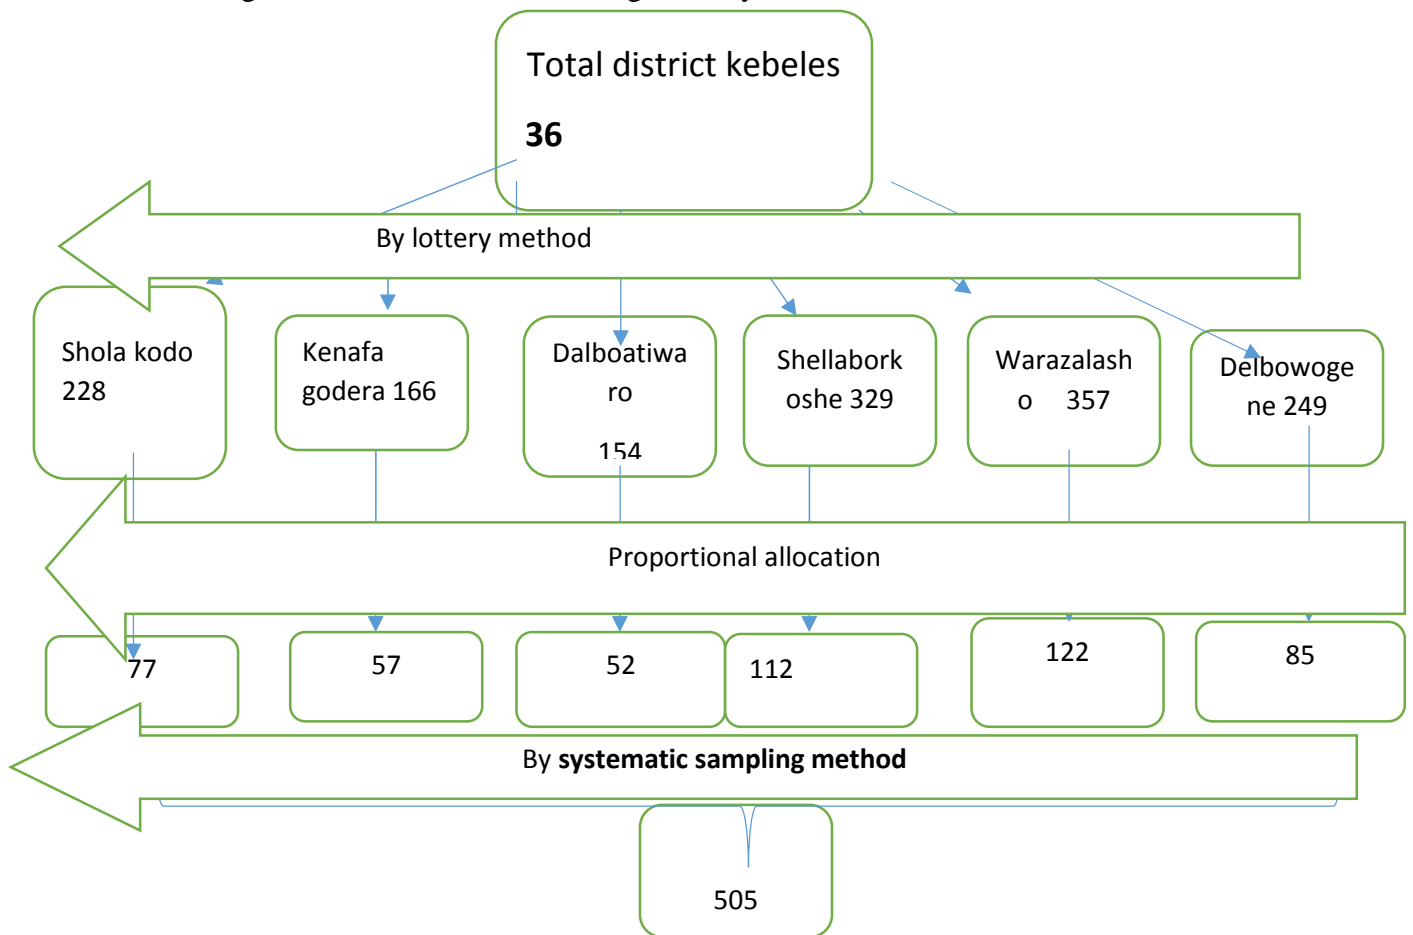 Total district kebeles
36
By lottery method
Shola kodo
228
Kenafa
godera 166
Dalboatiwa
ro
154
Shellabork
oshe 329
Warazalash
o 357
Delbowoge
ne 249
Proportional allocation
77
57
52
112
122
85
By systematic sampling method
505